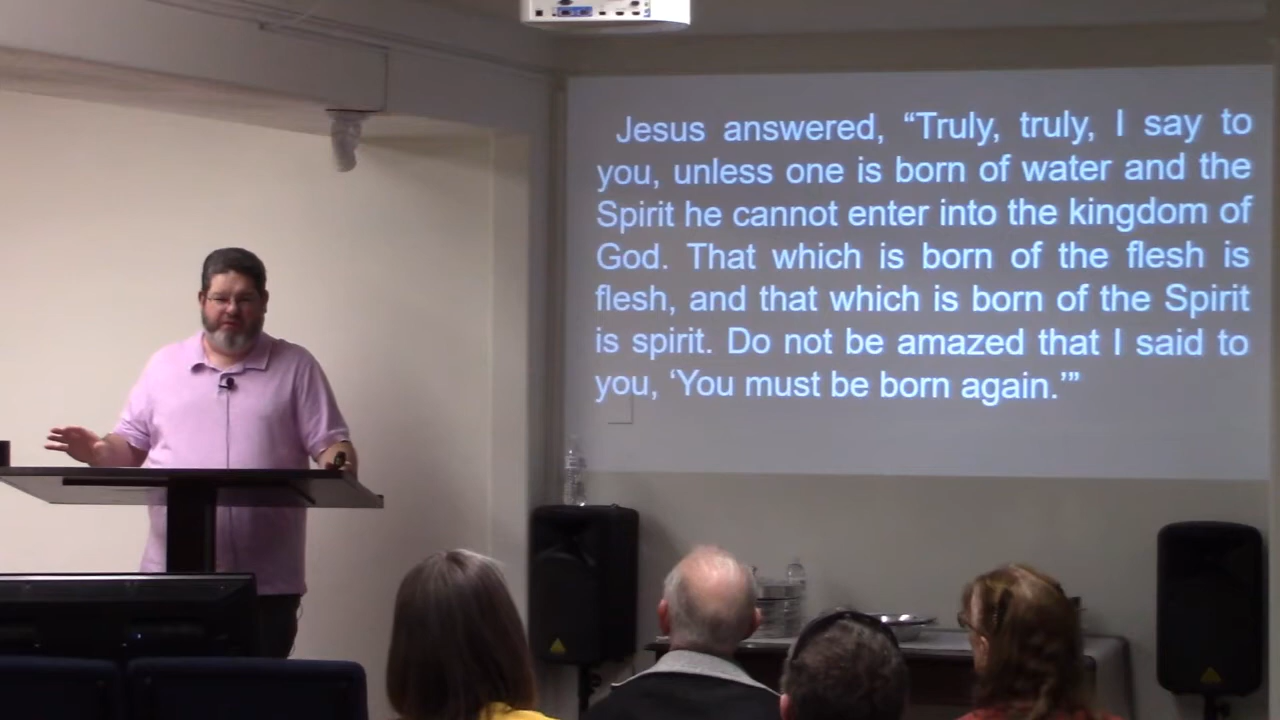 Jesus answered, “Truly, truly, I say to
you, unless one is born of water and the
Spirit he cannot enter into the kingdom of
God. That which is born of the flesh is
flesh, and that which is born of the Spirit
is spirit. Do not be amazed that I said to
you, ‘You must be born again.’”